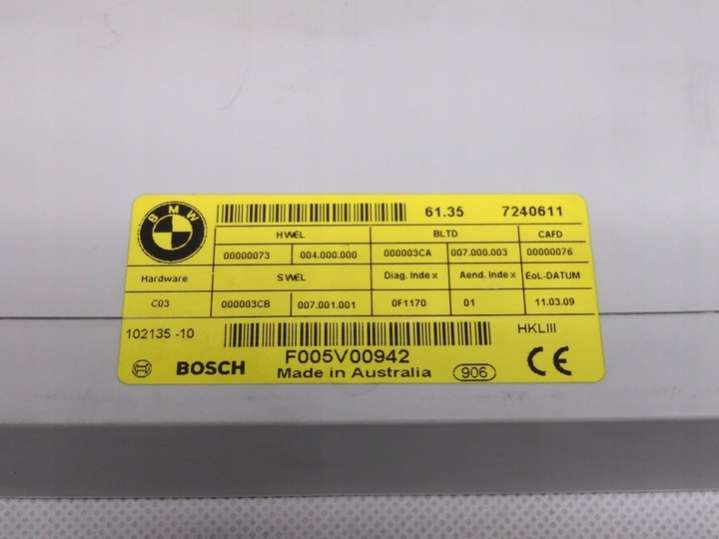 BMW
61.35 7240611
HWEL BLTD CAFD
00000073 004.000.000 000003CA 007.000.003 00000076
Hardware SWEL Diag. Index Aend. Index EoL-DATUM
C03 000003CB 007.001.001 0F1170 01 11.03.09
102135 -10 HKLIII
BOSCH F005V00942
Made in Australia 906 CE